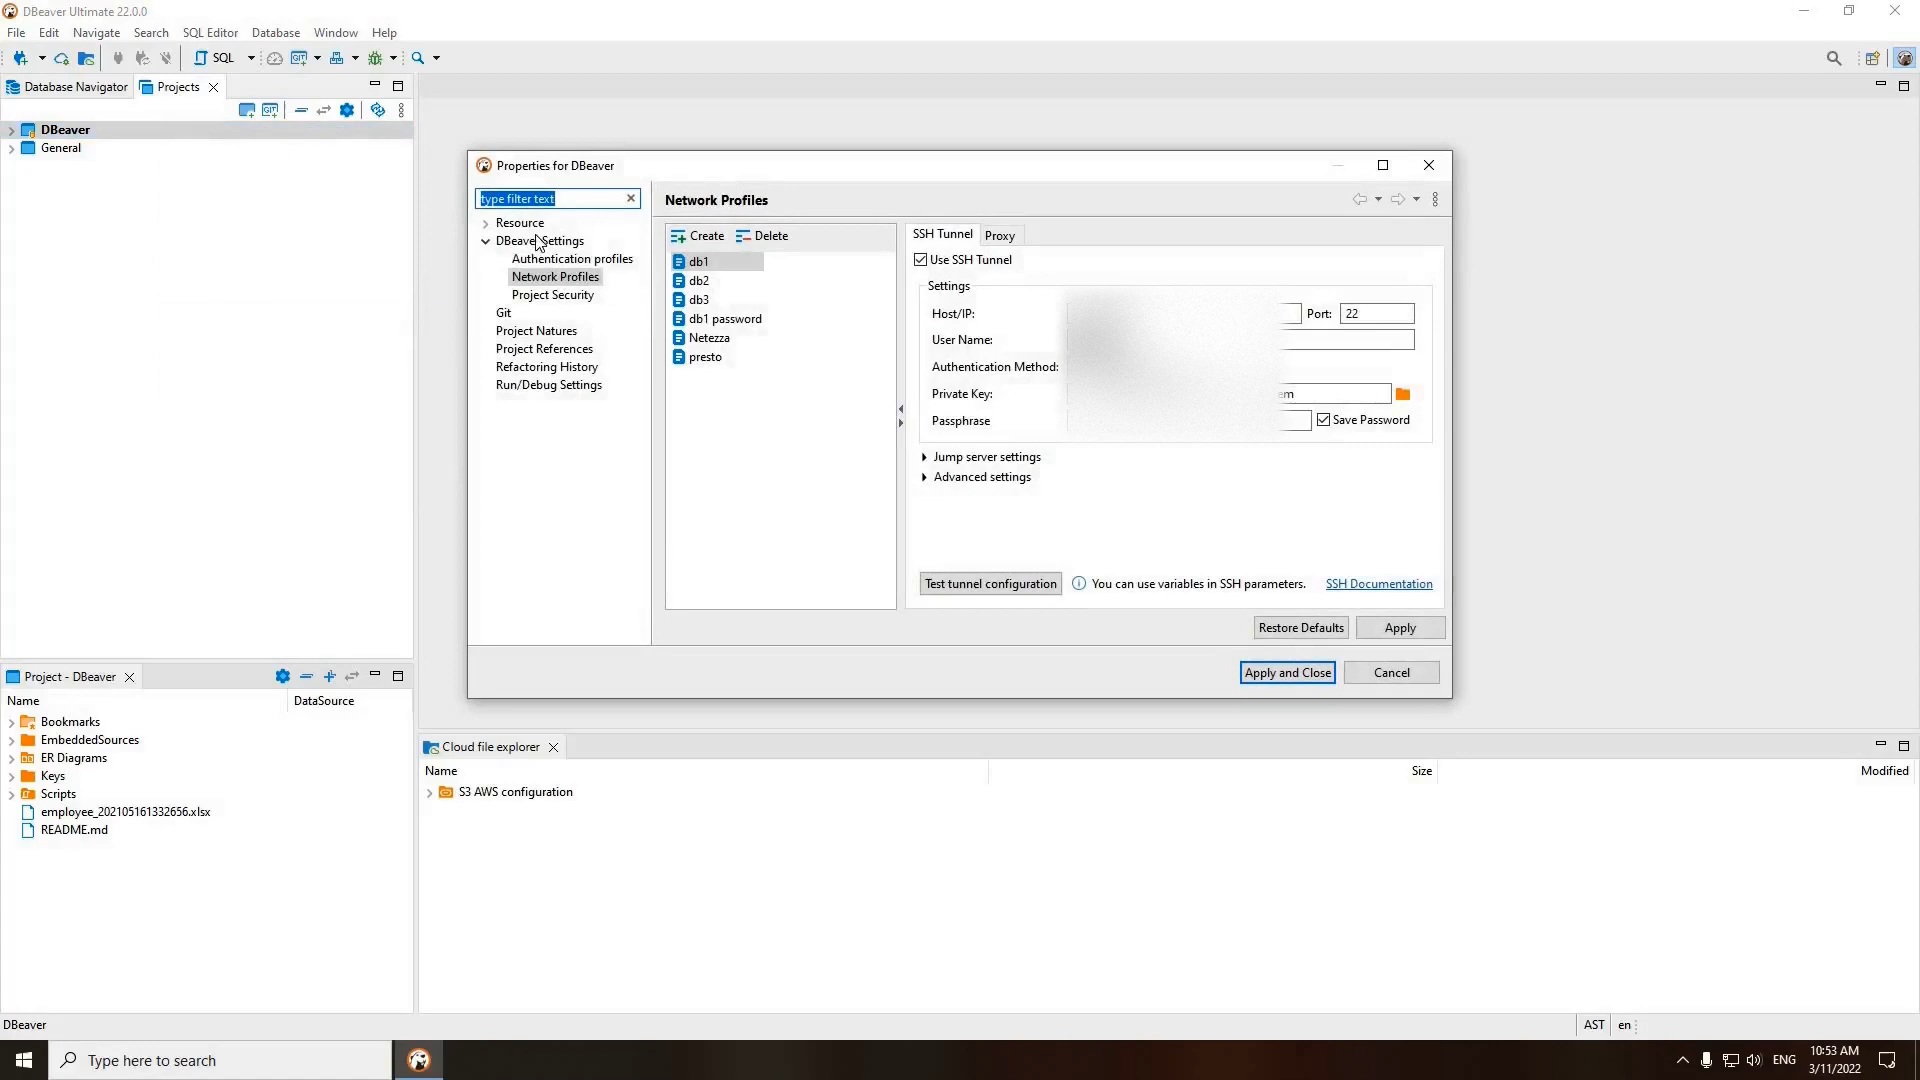 DBeaver Ultimate 22.0.0
File Edit Navigate Search SQL Editor Database Window Help
SQL
Database Navigator Projects
DBeaver
General
Properties for DBeaver
type filter text
Resource
DBeaver Settings
Authentication profiles
Network Profiles
Project Security
Git
Project Natures
Project References
Refactoring History
Run/Debug Settings
Network Profiles
Create Delete
db1
db2
db3
db1 password
Netezza
presto
SSH Tunnel Proxy
Use SSH Tunnel
Settings
Host/IP: Port: 22
User Name:
Authentication Method:
Private Key: em
Passphrase Save Password
Jump server settings
Advanced settings
Test tunnel configuration You can use variables in SSH parameters. SSH Documentation
Restore Defaults Apply
Apply and Close Cancel
Project - DBeaver
Name DataSource
Bookmarks
EmbeddedSources
ER Diagrams
Keys
Scripts
employee_202105161332656.xlsx
README.md
Cloud file explorer
Name Size Modified
S3 AWS configuration
DBeaver AST en
Type here to search
ENG
10:53 AM
3/11/2022